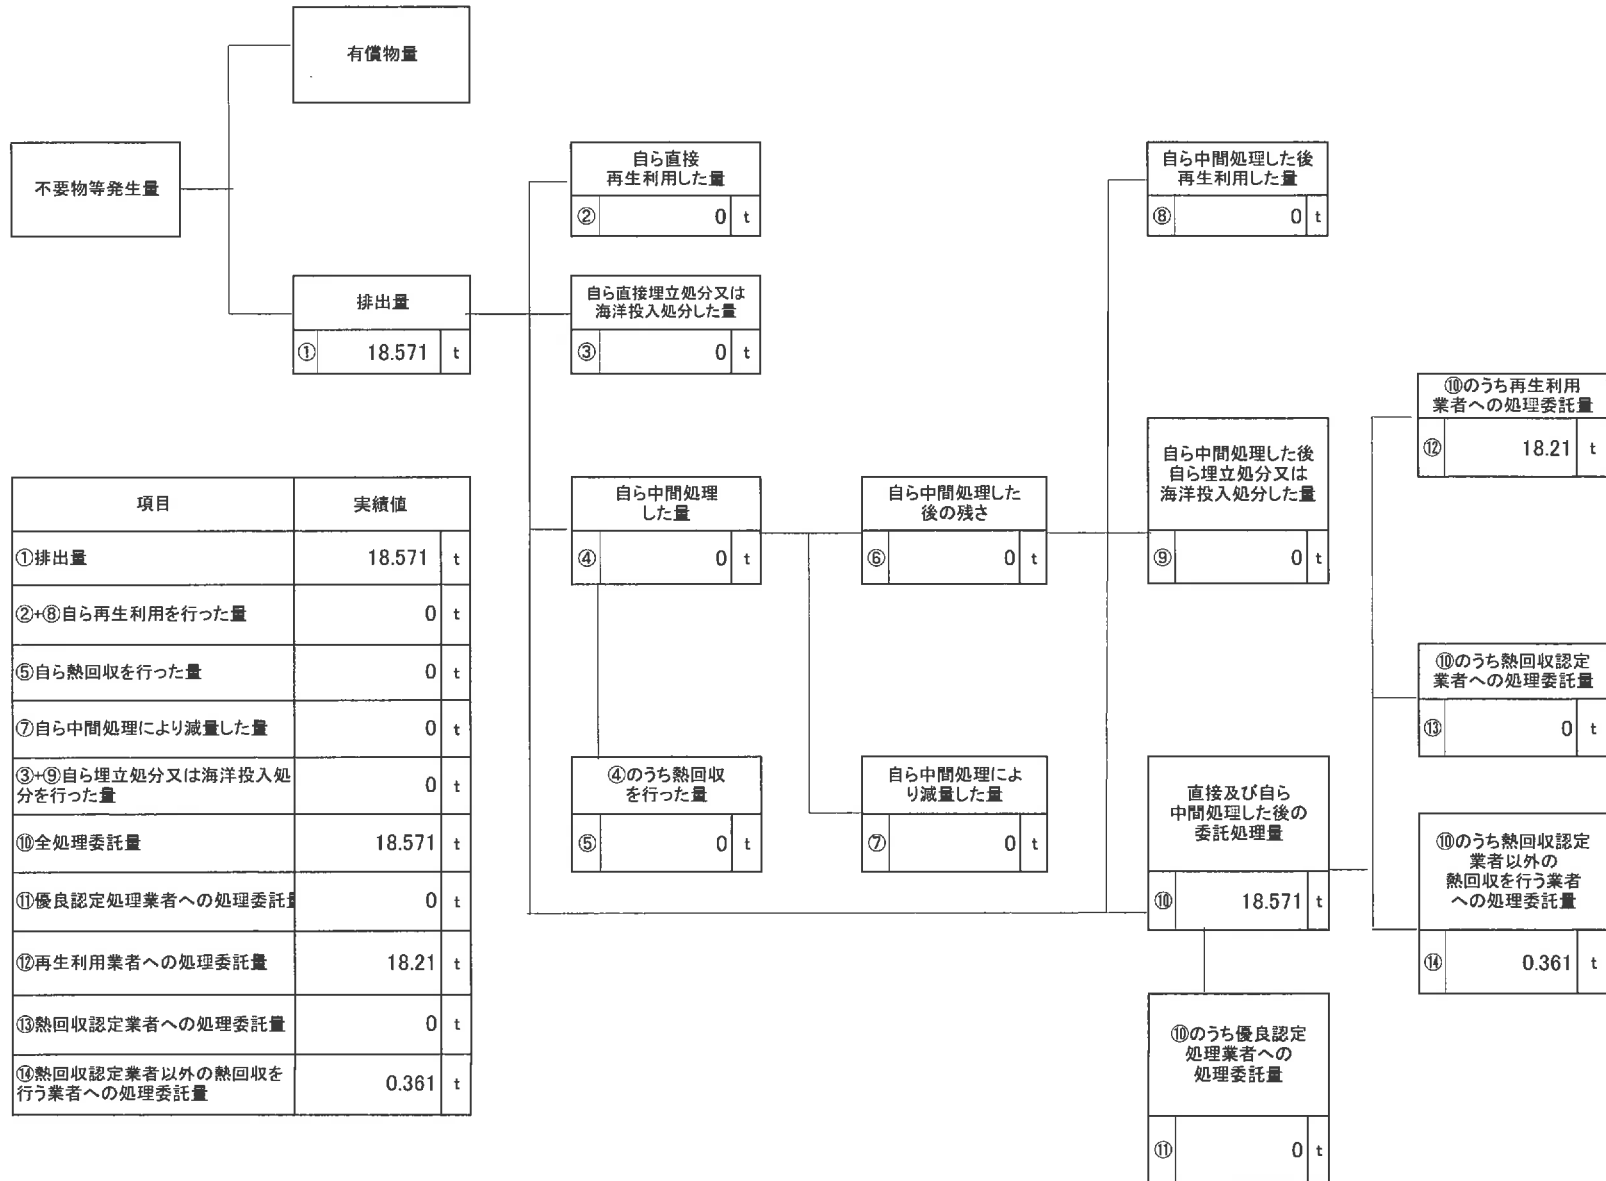 有償物量
不要物等発生量
自ら直接
再生利用した量
② 0 t
自ら中間処理した後
再生利用した量
⑧ 0 t
排出量
① 18.571 t
自ら直接埋立処分又は
海洋投入処分した量
③ 0 t
⑩のうち再生利用
業者への処理委託量
⑫ 18.21 t
自ら中間処理
した量
④ 0 t
自ら中間処理した
後の残さ
⑥ 0 t
自ら中間処理した後
自ら埋立処分又は
海洋投入処分した量
⑨ 0 t
⑩のうち熱回収認定
業者への処理委託量
⑬ 0 t
④のうち熱回収
を行った量
⑤ 0 t
自ら中間処理によ
り減量した量
⑦ 0 t
直接及び自ら
中間処理した後の
委託処理量
⑩ 18.571 t
⑩のうち熱回収認定
業者以外の
熱回収を行う業者
への処理委託量
⑭ 0.361 t
⑩のうち優良認定
処理業者への
処理委託量
⑪ 0 t
項目 実績値
①排出量 18.571 t
②+⑧自ら再生利用を行った量 0 t
⑤自ら熱回収を行った量 0 t
⑦自ら中間処理により減量した量 0 t
③+⑨自ら埋立処分又は海洋投入処
分を行った量 0 t
⑩全処理委託量 18.571 t
⑪優良認定処理業者への処理委託 0 t
⑫再生利用業者への処理委託量 18.21 t
⑬熱回収認定業者への処理委託量 0 t
⑭熱回収認定業者以外の熱回収を
行う業者への処理委託量 0.361 t